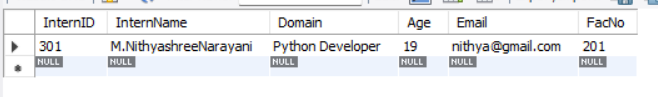 InternID InternName Domain Age Email FacNo
301 M.NithyashreeNarayani Python Developer 19 nithya@gmail.com 201
NULL NULL NULL NULL NULL NULL